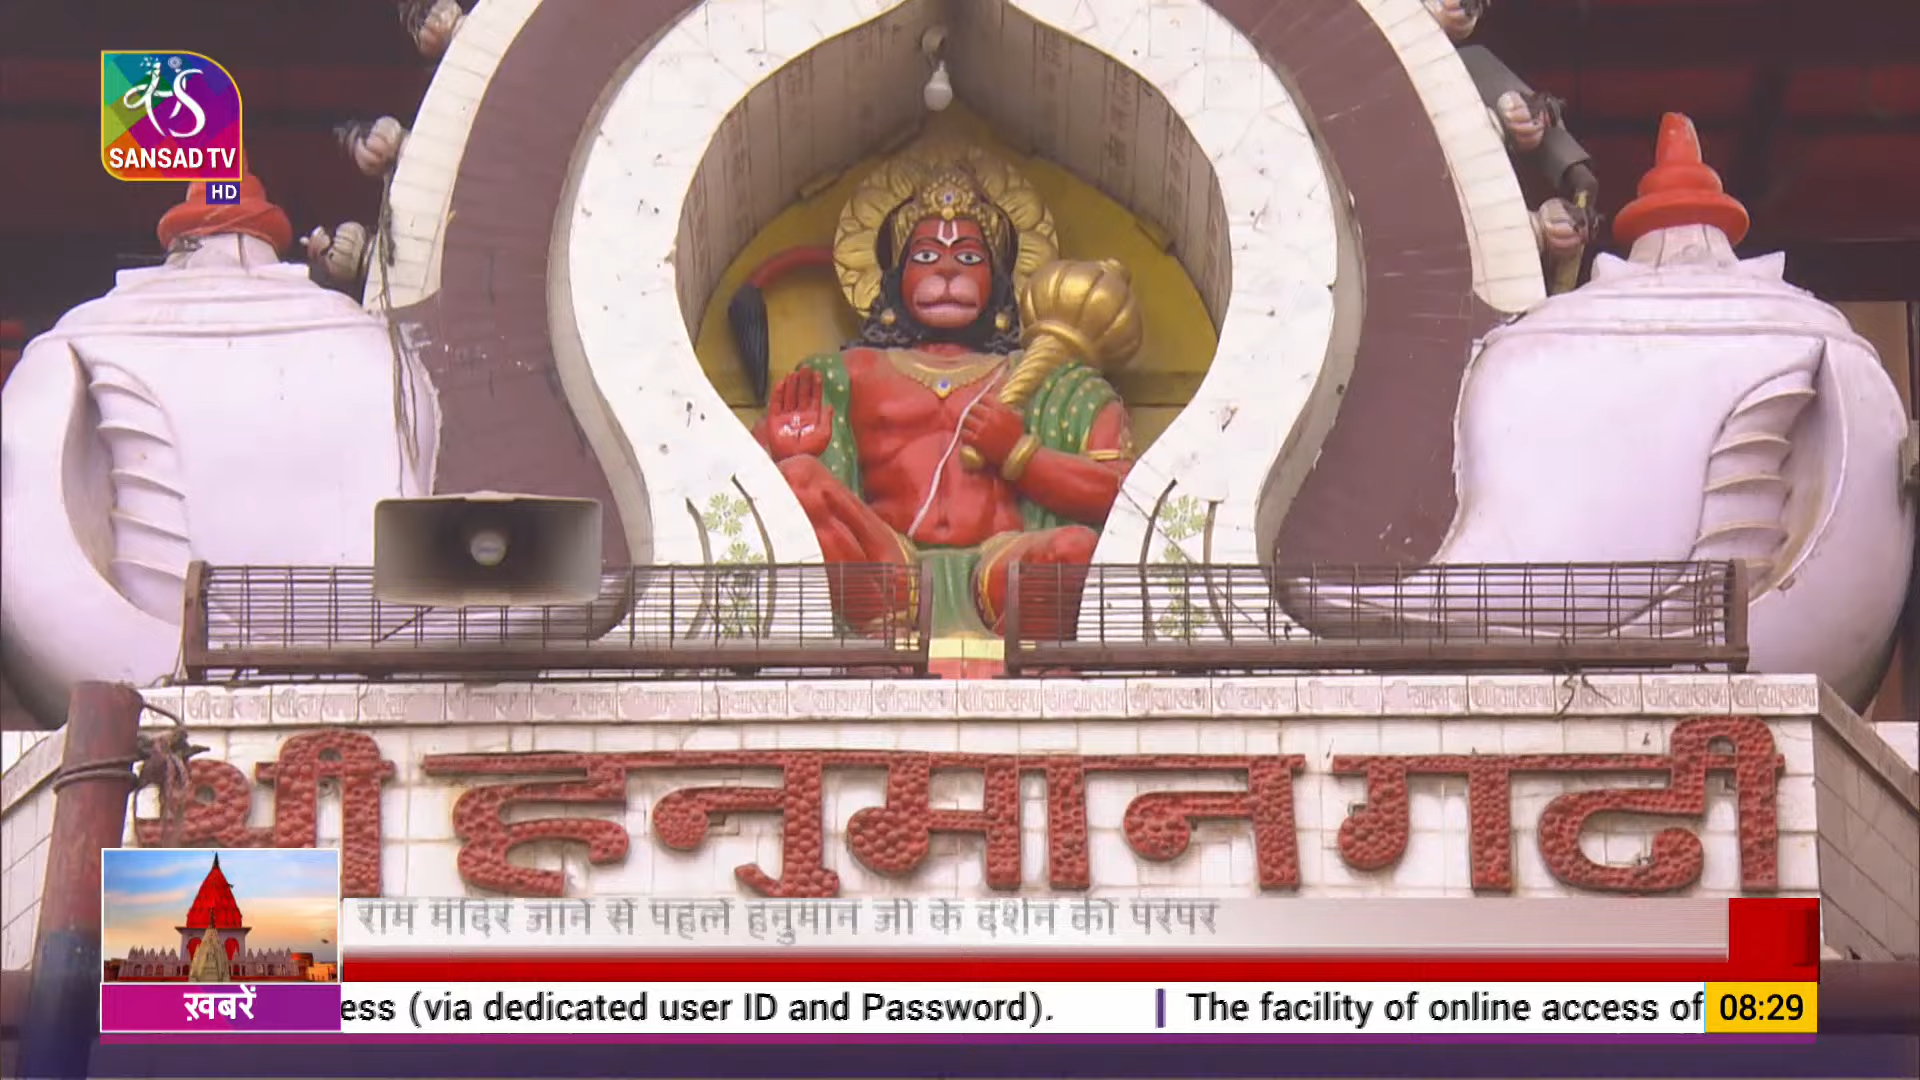 SANSAD TV
HD
श्री हनुमान गढी
राम मंदिर जाने से पहले हनुमान जी के दर्शन की परंपर
ख़बरें
ess (via dedicated user ID and Password). | The facility of online access of
08:29